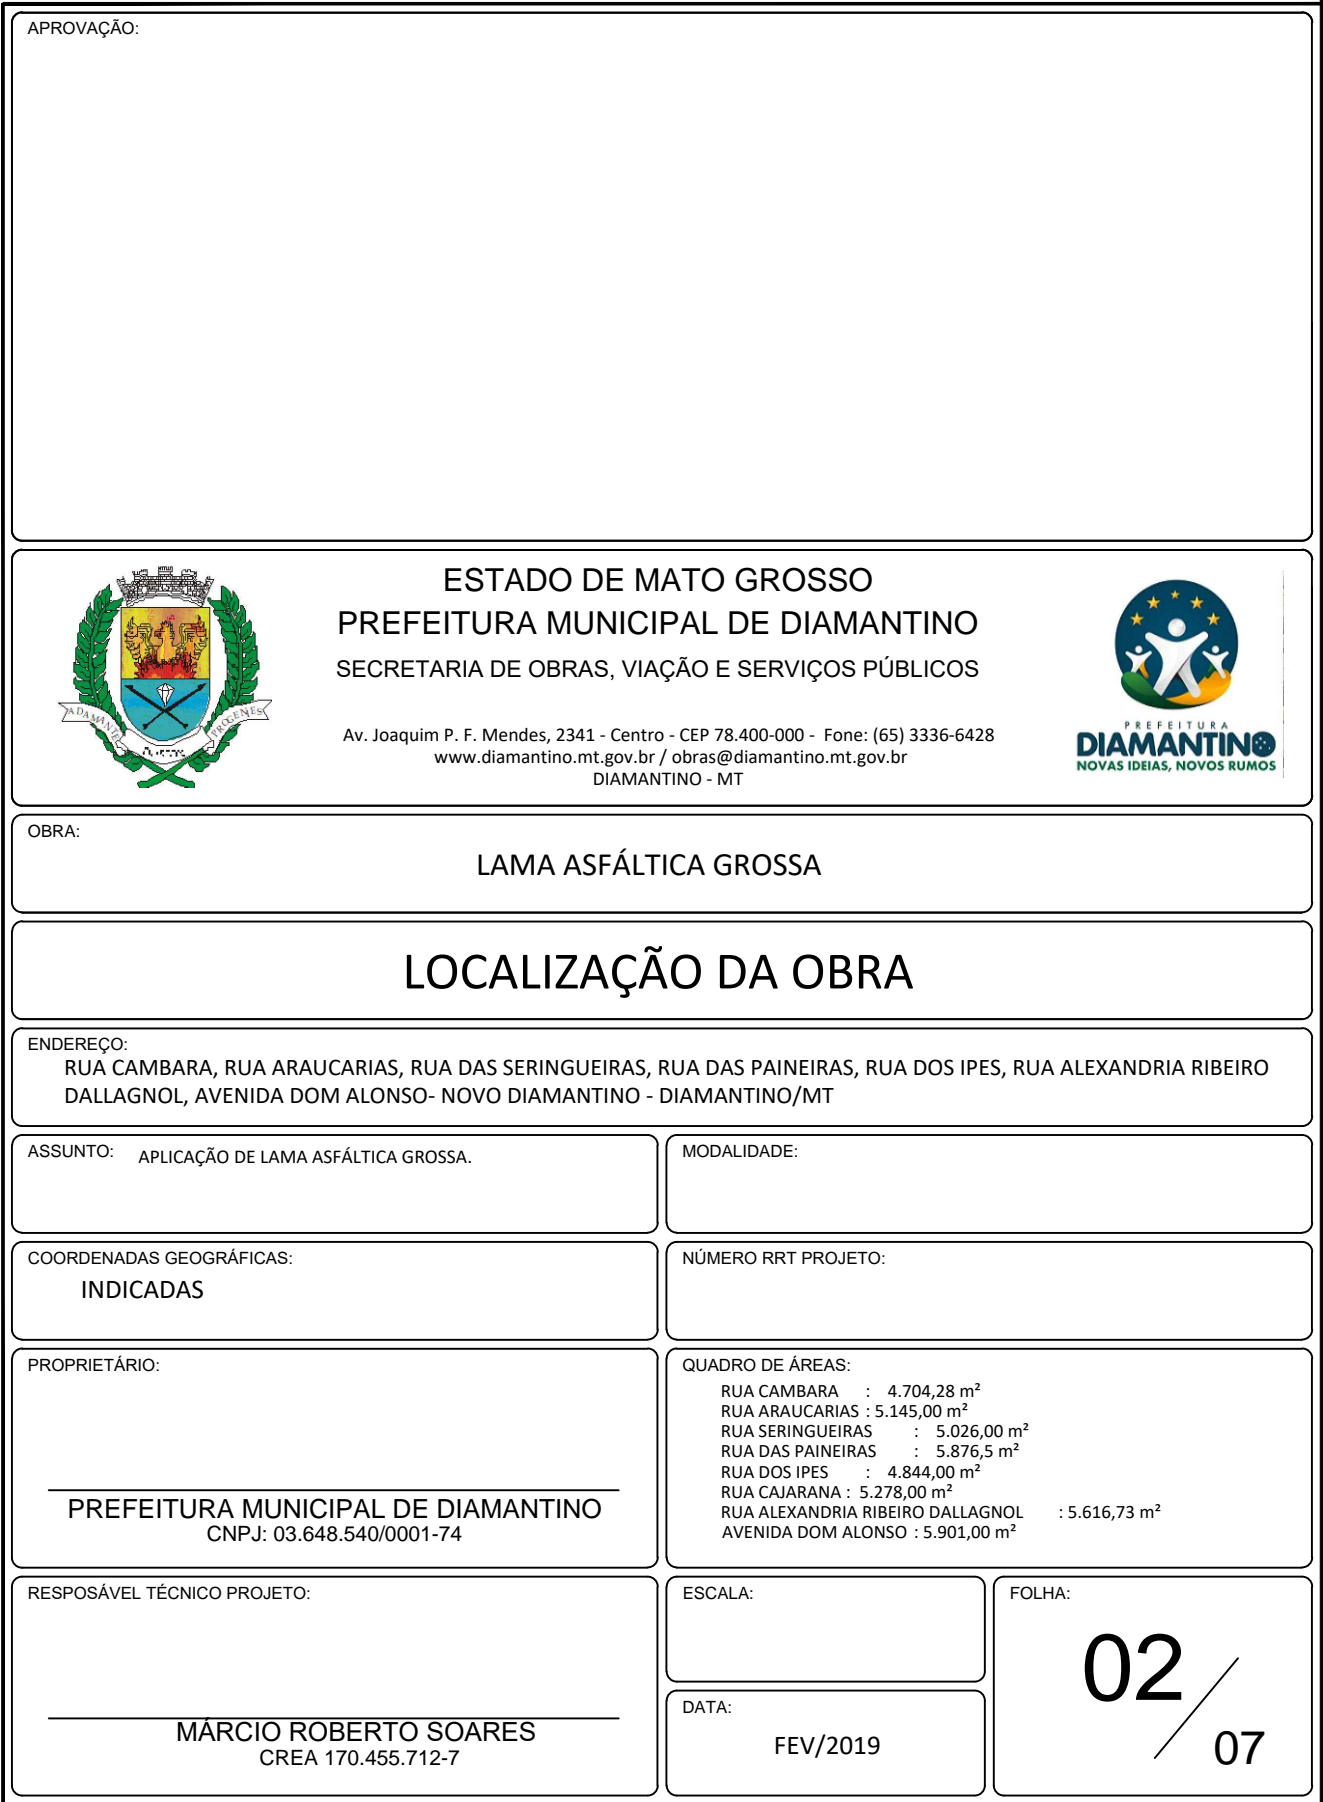 APROVAÇÃO:
ESTADO DE MATO GROSSO
PREFEITURA MUNICIPAL DE DIAMANTINO
SECRETARIA DE OBRAS, VIAÇÃO E SERVIÇOS PÚBLICOS
Av. Joaquim P. F. Mendes, 2341 - Centro - CEP 78.400-000 - Fone: (65) 3336-6428
www.diamantino.mt.gov.br / obras@diamantino.mt.gov.br
DIAMANTINO - MT
ADAMANTE PROGENES
PREFEITURA
DIAMANTINO
NOVAS IDEIAS, NOVOS RUMOS
OBRA:
LAMA ASFÁLTICA GROSSA
LOCALIZAÇÃO DA OBRA
ENDEREÇO:
RUA CAMBARA, RUA ARAUCARIAS, RUA DAS SERINGUEIRAS, RUA DAS PAINEIRAS, RUA DOS IPES, RUA ALEXANDRIA RIBEIRO
DALLAGNOL, AVENIDA DOM ALONSO- NOVO DIAMANTINO - DIAMANTINO/MT
ASSUNTO: APLICAÇÃO DE LAMA ASFÁLTICA GROSSA.
MODALIDADE:
COORDENADAS GEOGRÁFICAS:
INDICADAS
NÚMERO RRT PROJETO:
PROPRIETÁRIO:
PREFEITURA MUNICIPAL DE DIAMANTINO
CNPJ: 03.648.540/0001-74
QUADRO DE ÁREAS:
RUA CAMBARA : 4.704,28 m²
RUA ARAUCARIAS : 5.145,00 m²
RUA SERINGUEIRAS : 5.026,00 m²
RUA DAS PAINEIRAS : 5.876,5 m²
RUA DOS IPES : 4.844,00 m²
RUA CAJARANA : 5.278,00 m²
RUA ALEXANDRIA RIBEIRO DALLAGNOL : 5.616,73 m²
AVENIDA DOM ALONSO : 5.901,00 m²
RESPOSÁVEL TÉCNICO PROJETO:
MÁRCIO ROBERTO SOARES
CREA 170.455.712-7
ESCALA:
DATA:
FEV/2019
FOLHA:
02/07